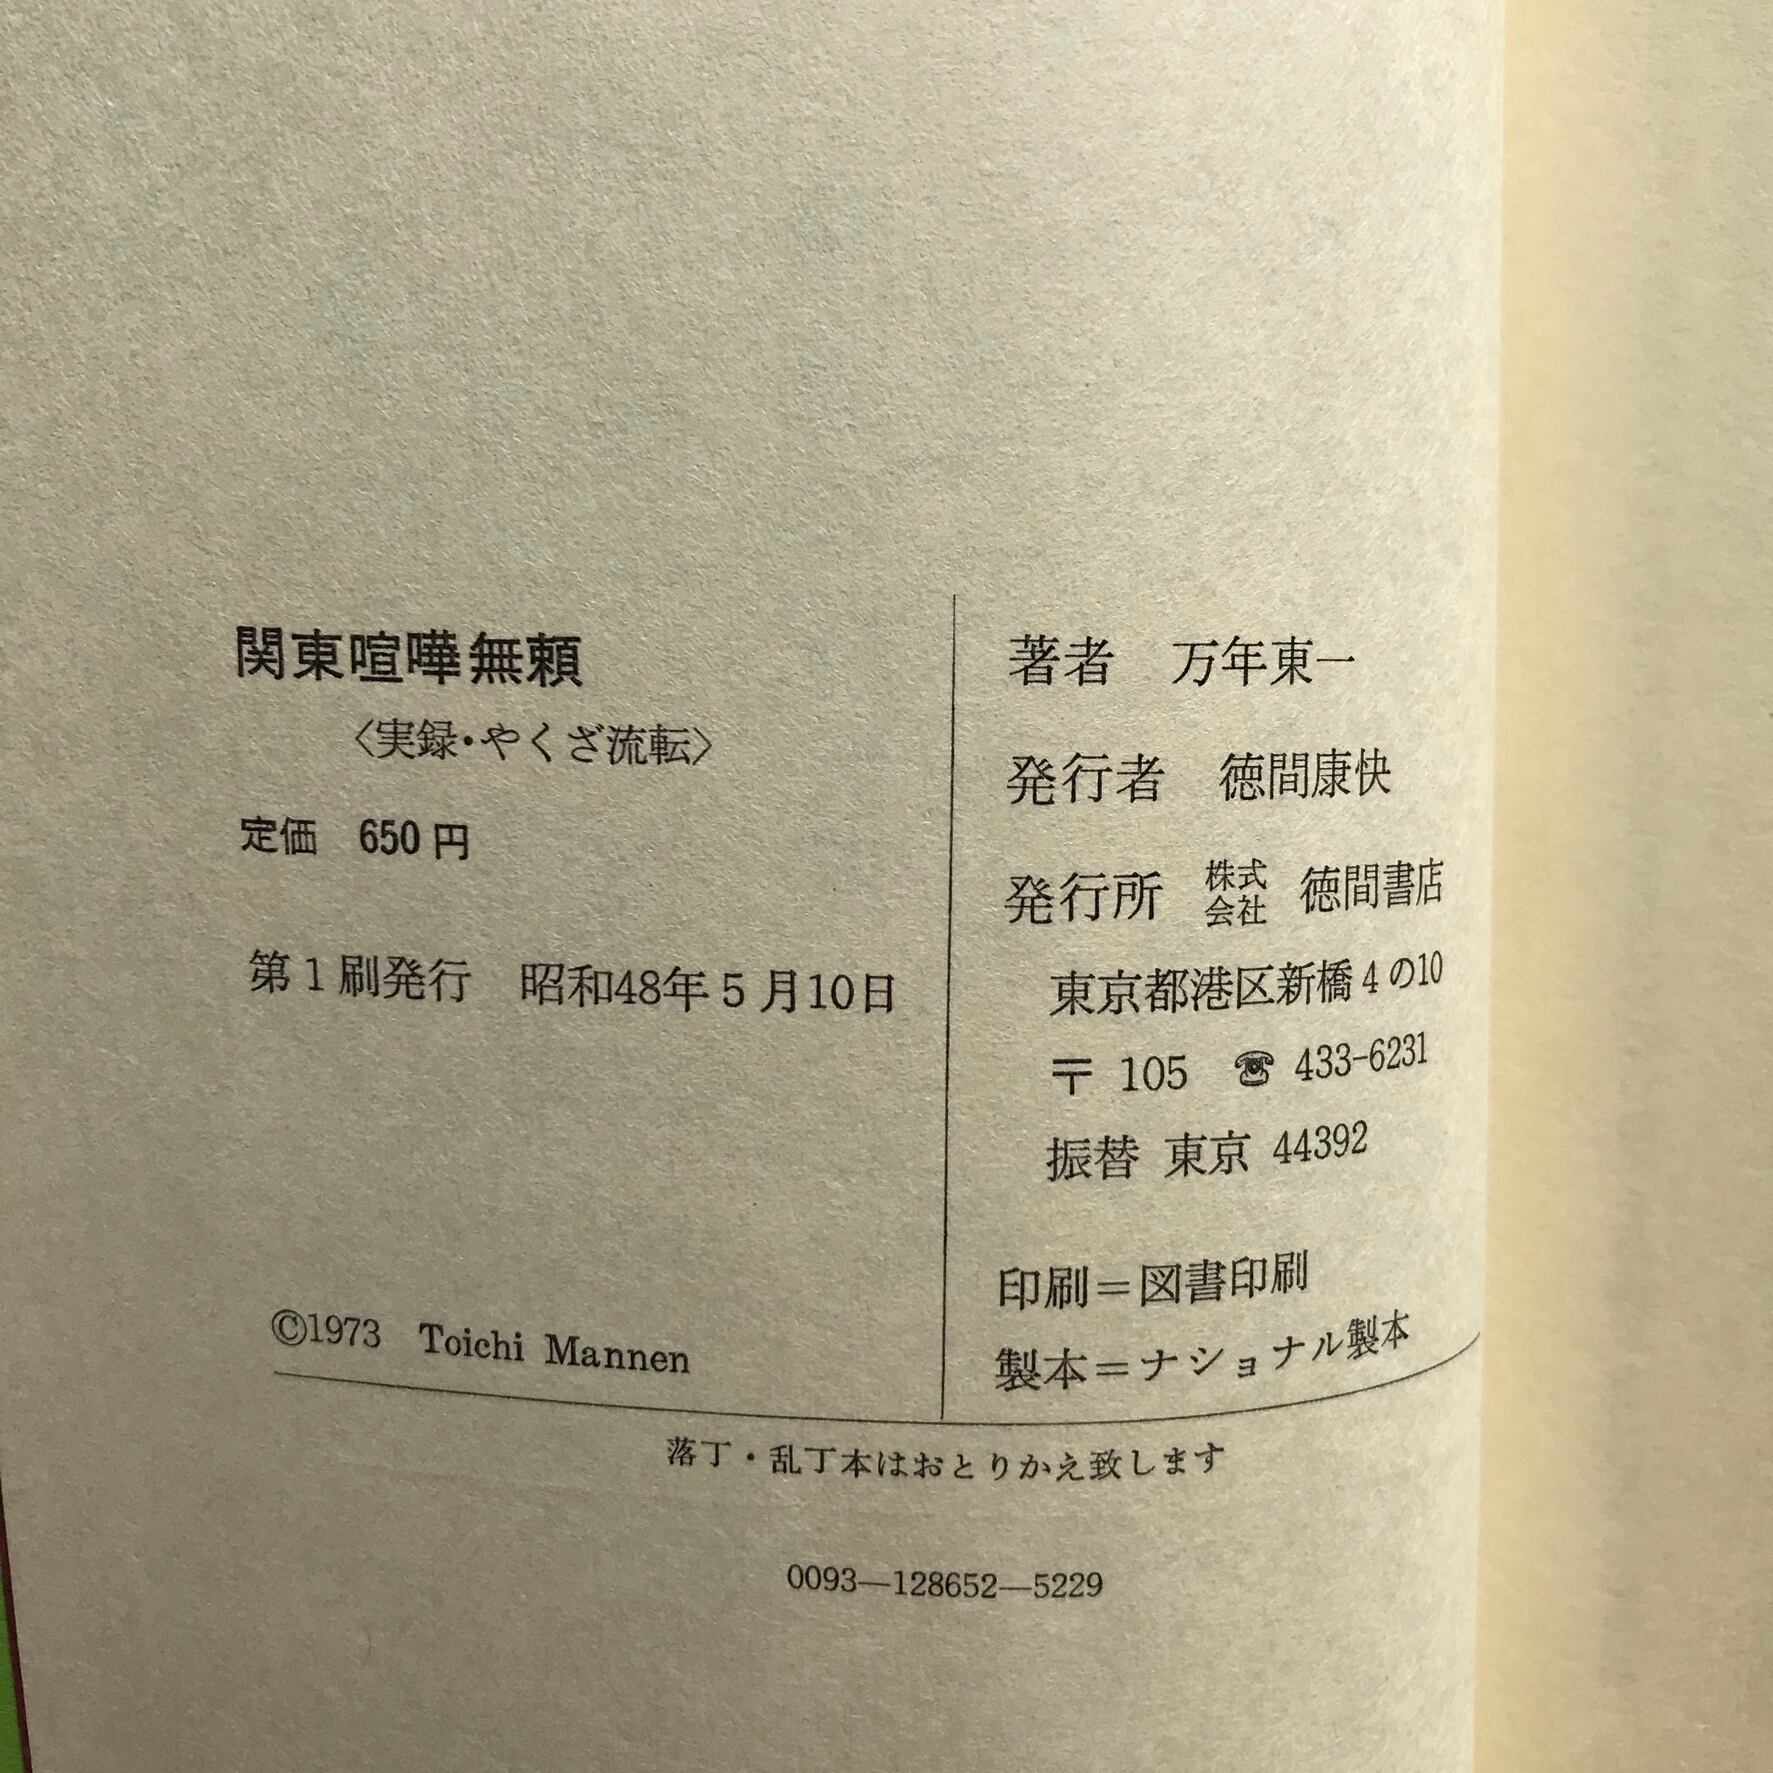 関東喧嘩無頼
〈実録・やくざ流転〉
定価 650円
第1刷発行 昭和48年5月10日
©1973 Toichi Mannen
著者 万年東一
発行者 徳間康快
発行所 株式会社 徳間書店
東京都港区新橋4の10
〒 105 ☎ 433-6231
振替 東京 44392
印刷＝図書印刷
製本＝ナショナル製本
落丁・乱丁本はおとりかえ致します
0093―128652―5229